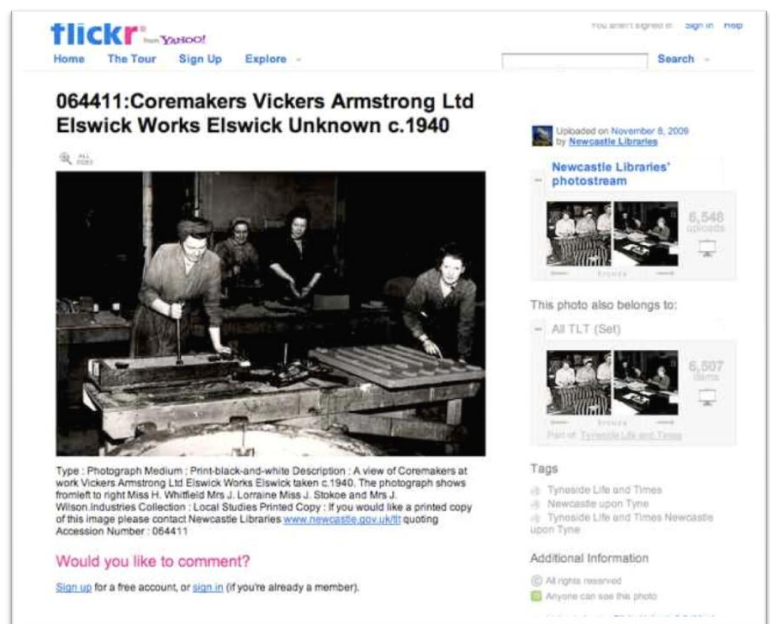 flickr from YAHOO!
You aren't signed in Sign In Help
Home The Tour Sign Up Explore
Search
064411:Coremakers Vickers Armstrong Ltd
Elswick Works Elswick Unknown c.1940
ALL SIZES
Type : Photograph Medium : Print-black-and-white Description : A view of Coremakers at
work Vickers Armstrong Ltd Elswick Works Elswick taken c.1940. The photograph shows
fromleft to right Miss H. Whitfield Mrs J. Lorraine Miss J. Stokoe and Mrs J.
Wilson.Industries Collection : Local Studies Printed Copy : If you would like a printed copy
of this image please contact Newcastle Libraries www.newcastle.gov.uk/tlt quoting
Accession Number : 064411
Would you like to comment?
Sign up for a free account, or sign in (if you're already a member).
Uploaded on November 8, 2009
by Newcastle Libraries
Newcastle Libraries'
photostream
6,548
uploads
browse
This photo also belongs to:
All TLT (Set)
6,507
items
browse
Part of: Tyneside Life and Times
Tags
Tyneside Life and Times
Newcastle upon Tyne
Tyneside Life and Times Newcastle
upon Tyne
Additional Information
© All rights reserved
Anyone can see this photo